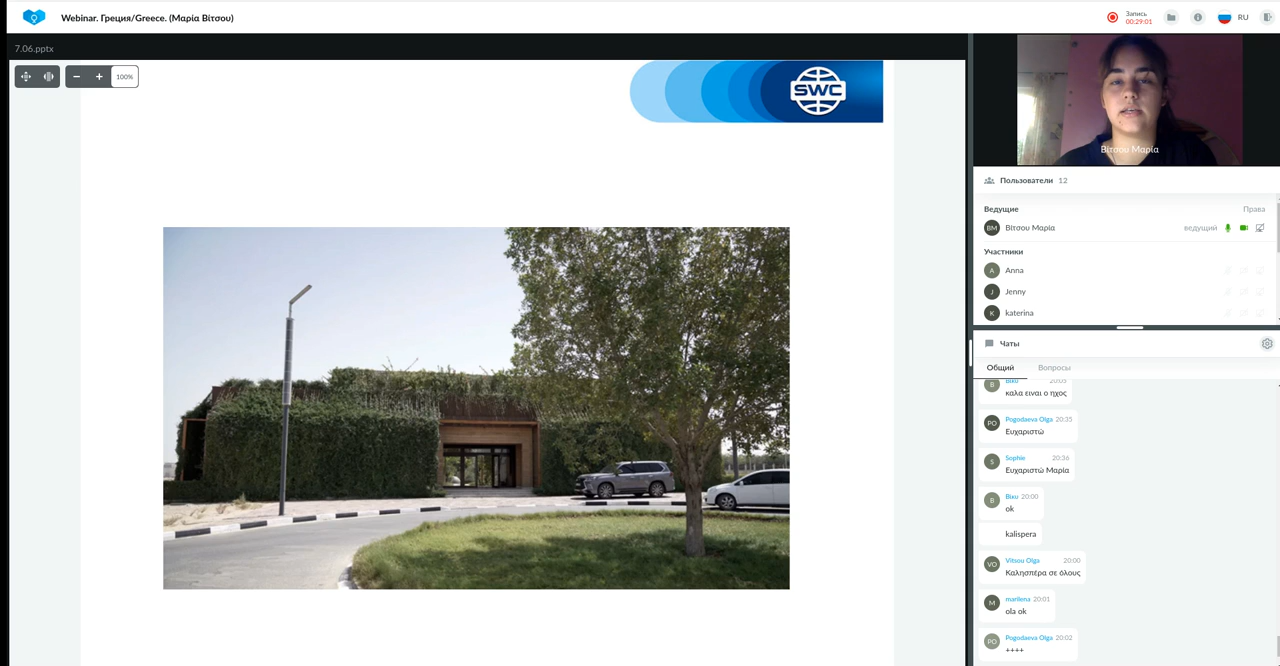 Webinar. Греция/Greece. (Μαρία Βίτσου)
Запись
00:29:01
RU
7.06.pptx
100%
SWC
Βίτσου Μαρία
Пользователи 12
Ведущие Права
ΒΜ Βίτσου Μαρία ведущий
Участники
A Anna
J Jenny
K katerina
Чаты
Общий Вопросы
καλα ειναι ο ηχος
PO Pogodaeva Olga 20:35
Ευχαριστώ
S Sophie 20:36
Ευχαριστώ Μαρία
Βίκυ 20:00
ok
kalispera
VO Vitsou Olga 20:00
Καλησπέρα σε όλους
M marilena 20:01
ola ok
PO Pogodaeva Olga 20:02
++++